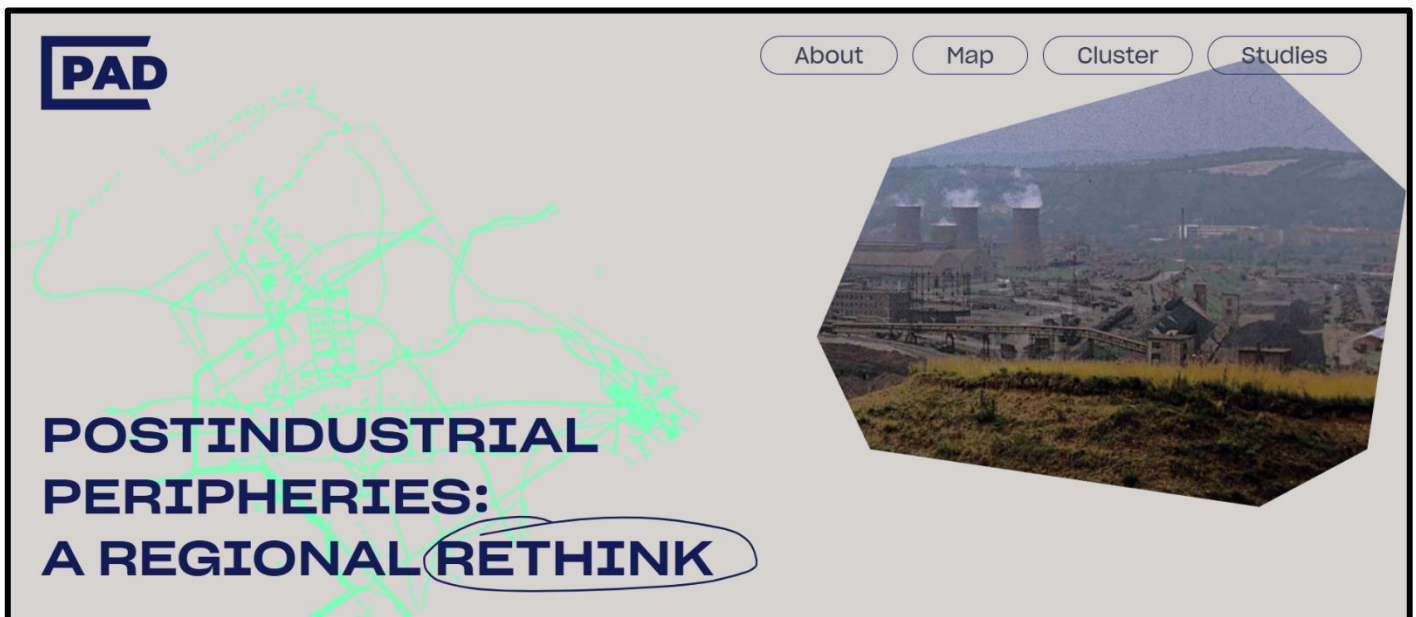 PAD
About
Map
Cluster
Studies
POSTINDUSTRIAL
PERIPHERIES:
A REGIONAL RETHINK